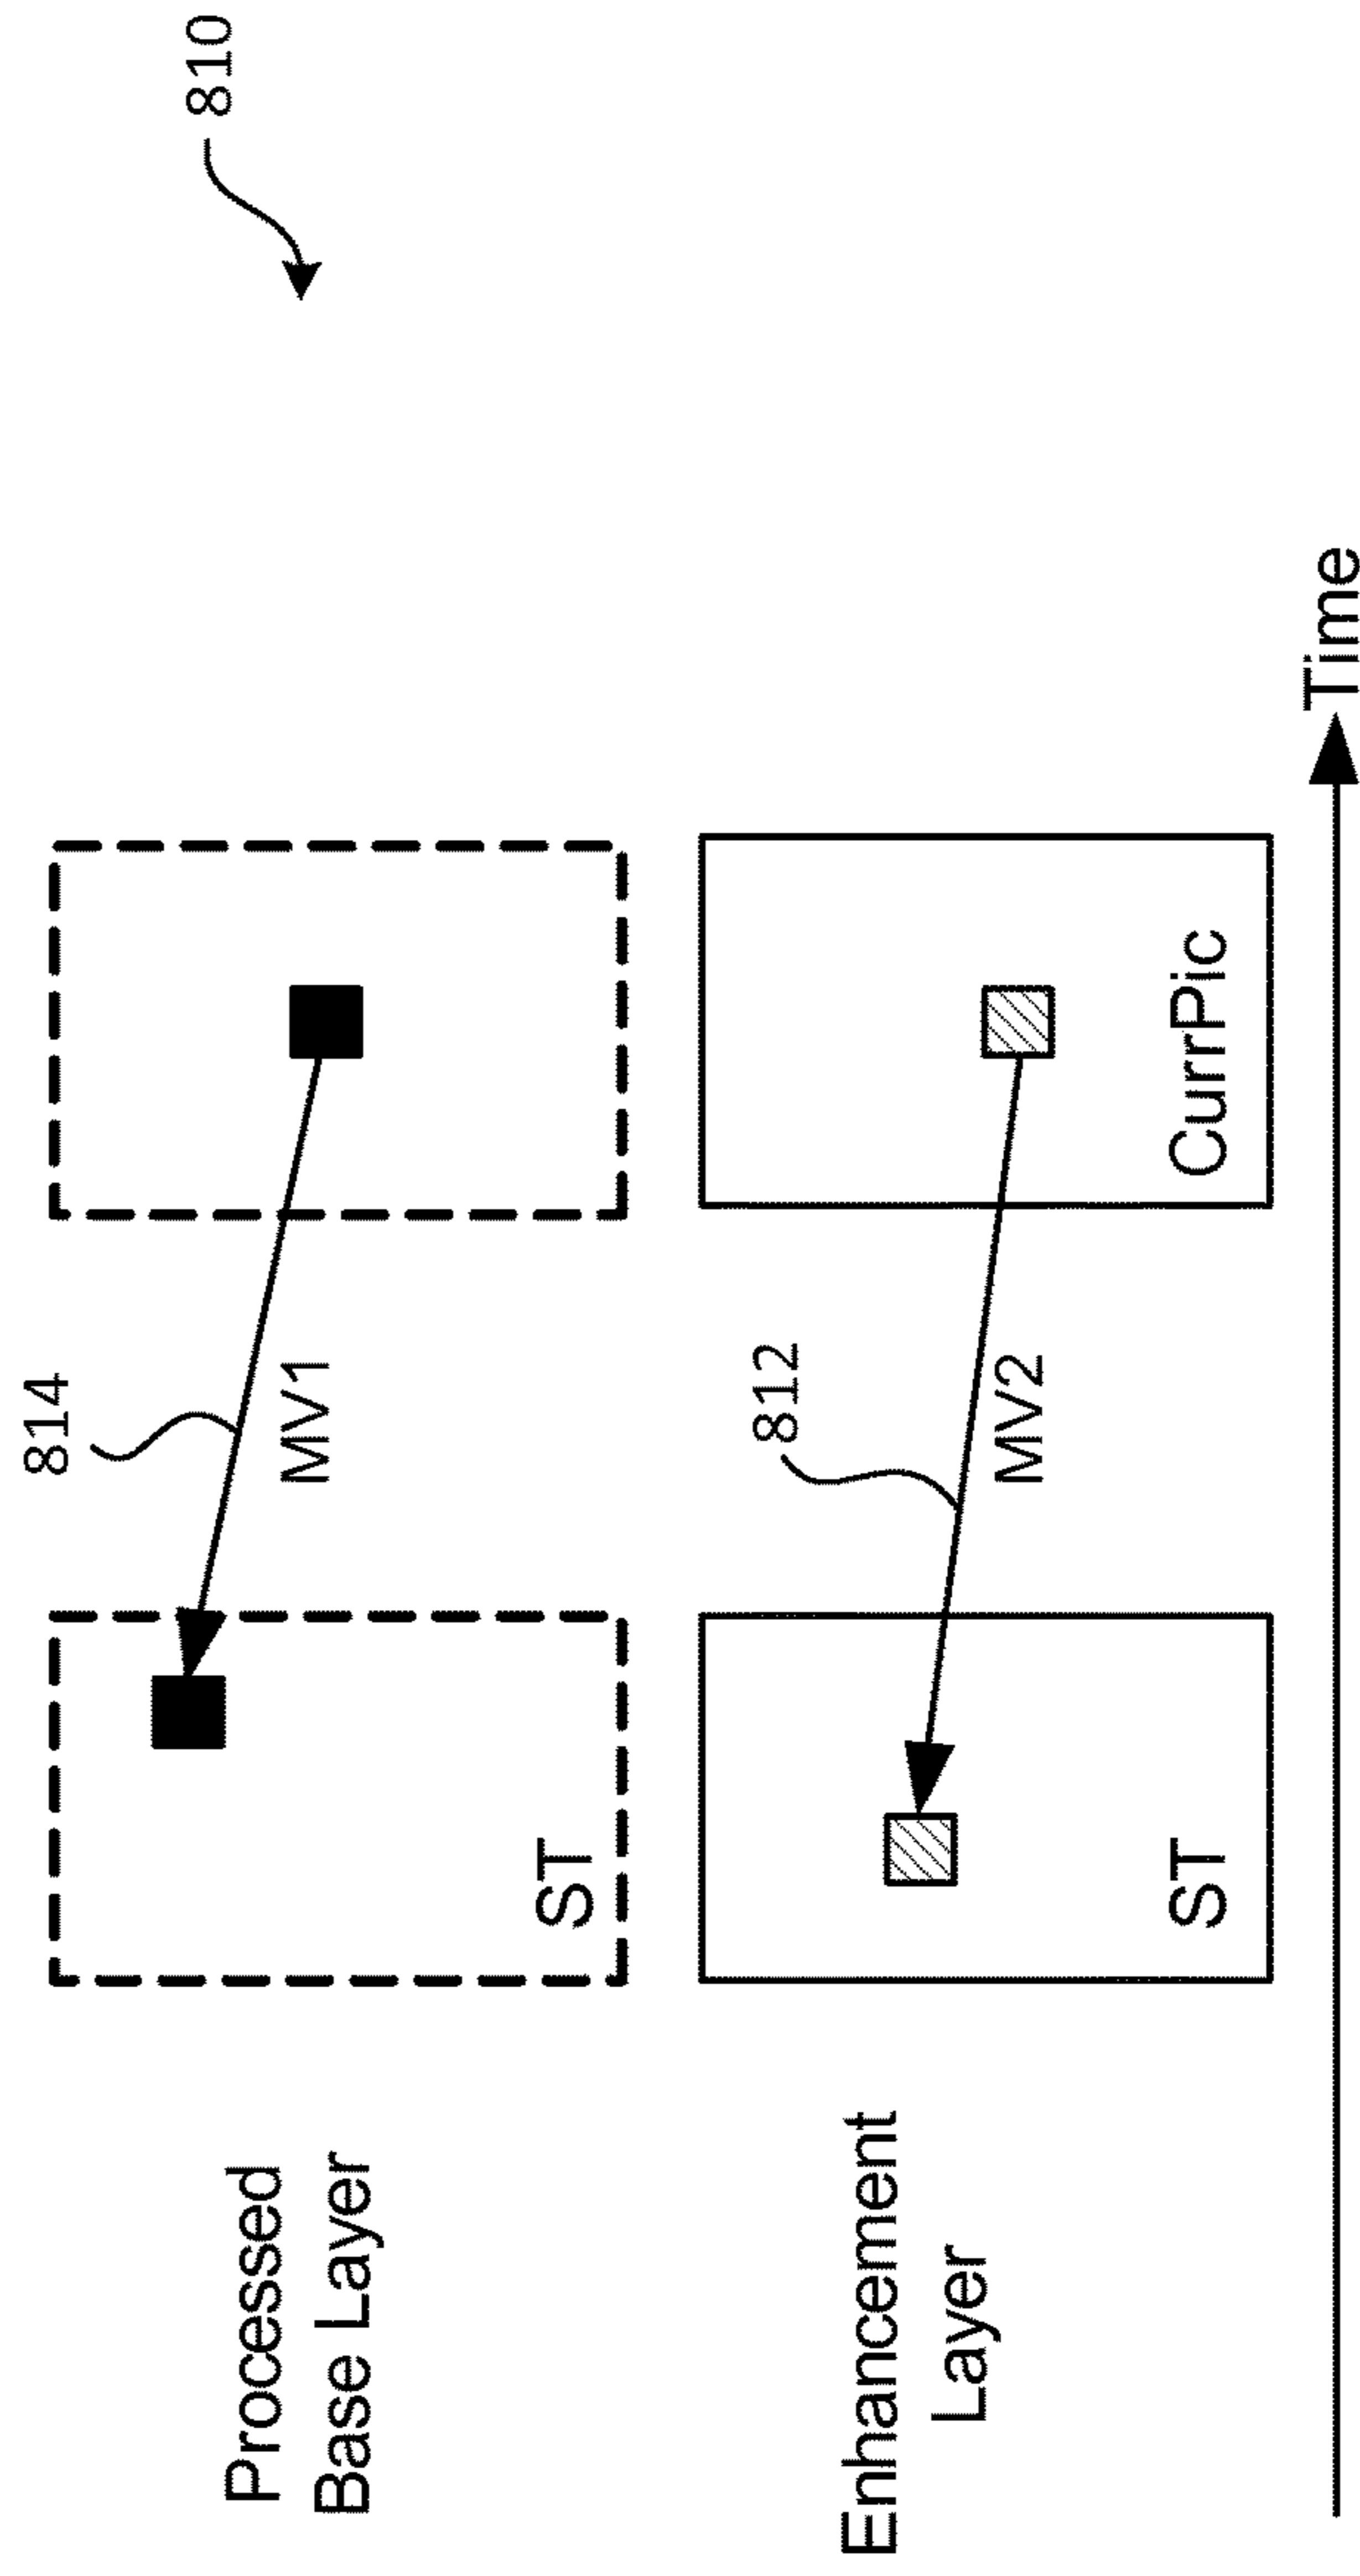 810
814
MV1
Processed
Base Layer
ST
812
MV2
Enhancement
Layer
ST
CurrPic
Time